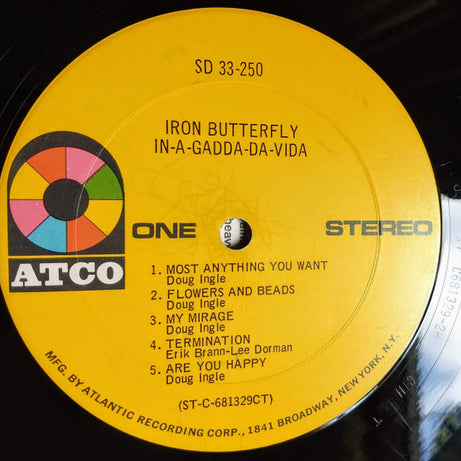 SD 33-250
IRON BUTTERFLY
IN-A-GADDA-DA-VIDA
ONE
STEREO
ATCO
1. MOST ANYTHING YOU WANT
Doug Ingle
2. FLOWERS AND BEADS
Doug Ingle
3. MY MIRAGE
Doug Ingle
4. TERMINATION
Erik Brann-Lee Dorman
5. ARE YOU HAPPY
Doug Ingle
(ST-C-681329CT)
MFG. BY ATLANTIC RECORDING CORP., 1841 BROADWAY, NEW YORK, N.Y.